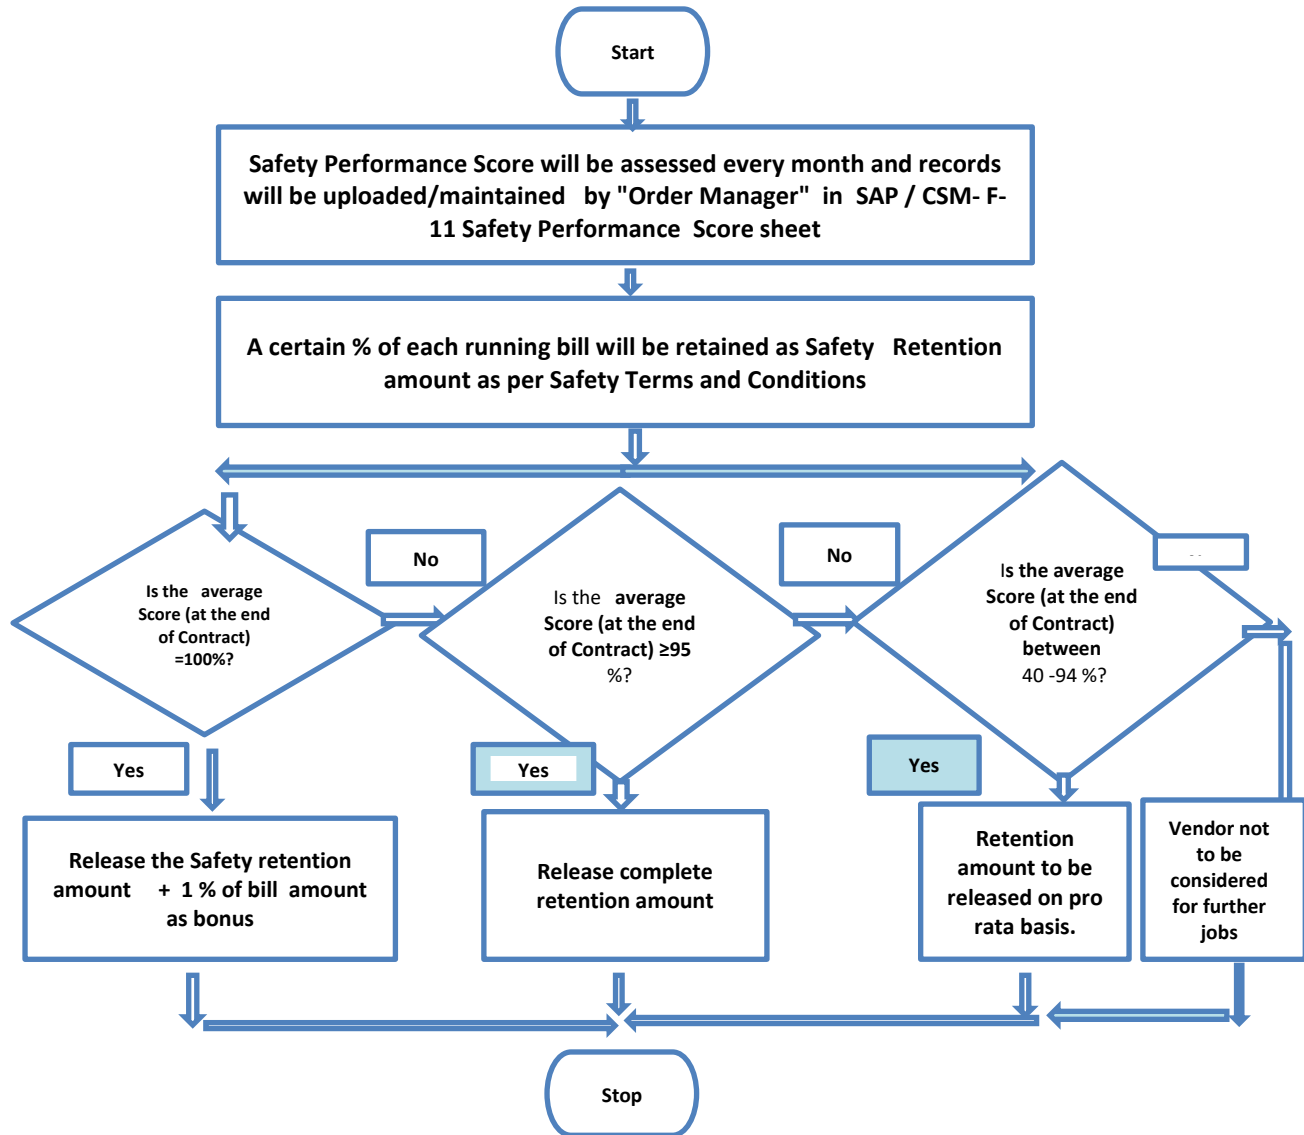 Start
Safety Performance Score will be assessed every month and records
will be uploaded/maintained by "Order Manager" in SAP / CSM- F-
11 Safety Performance Score sheet
A certain % of each running bill will be retained as Safety Retention
amount as per Safety Terms and Conditions
Is the average
Score (at the end
of Contract)
=100%?
No
Is the average
Score (at the end
of Contract) ≥95
%?
No
Is the average
Score (at the end
of Contract)
between
40 -94 %?
Yes
Yes
Yes
Release the Safety retention
amount + 1 % of bill amount
as bonus
Release complete
retention amount
Retention
amount to be
released on pro
rata basis.
Vendor not
to be
considered
for further
jobs
Stop